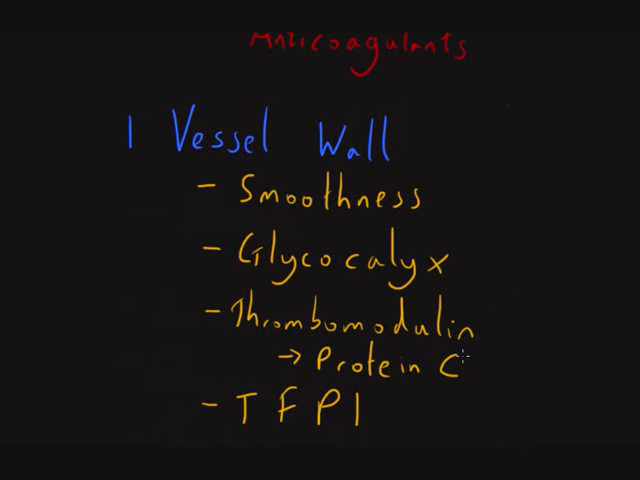 Anticoagulants
1 Vessel Wall
- Smoothness
- Glycocalyx
- Thrombomodulin
→ Protein C
- TFPI